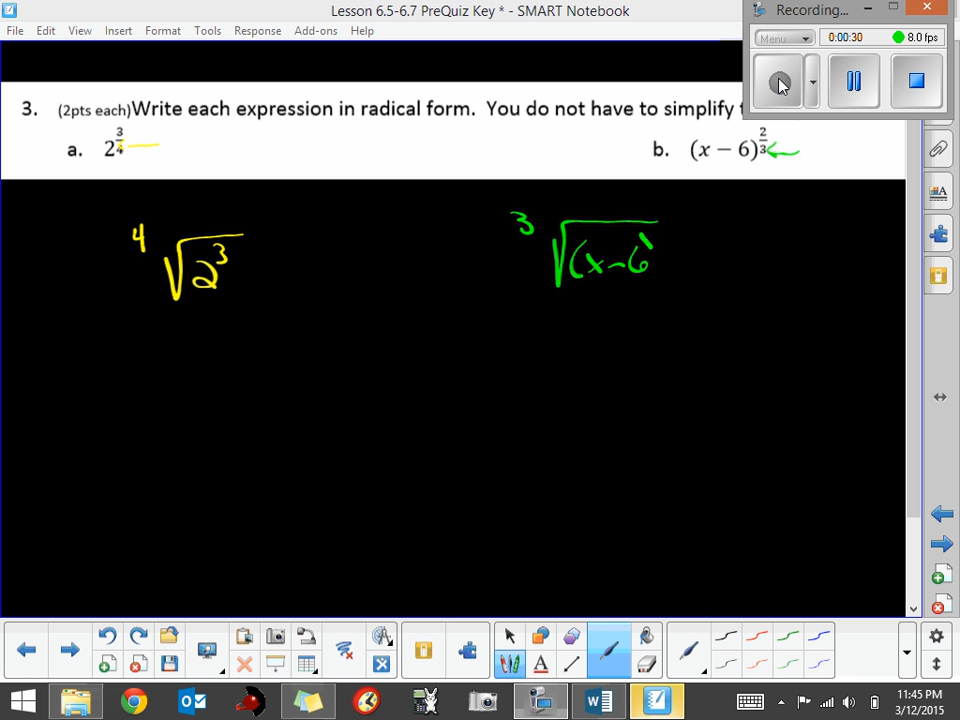 Lesson 6.5-6.7 PreQuiz Key * - SMART Notebook
Recording...
File Edit View Insert Format Tools Window Add-ons Help
Menu 0:00:30 8.0 fps
3. (2pts each)Write each expression in radical form. You do not have to simplify
a. 2^(3/4) b. (x − 6)^(2/3)
4√2³ 3√(x-6
A
11:45 PM
3/12/2015